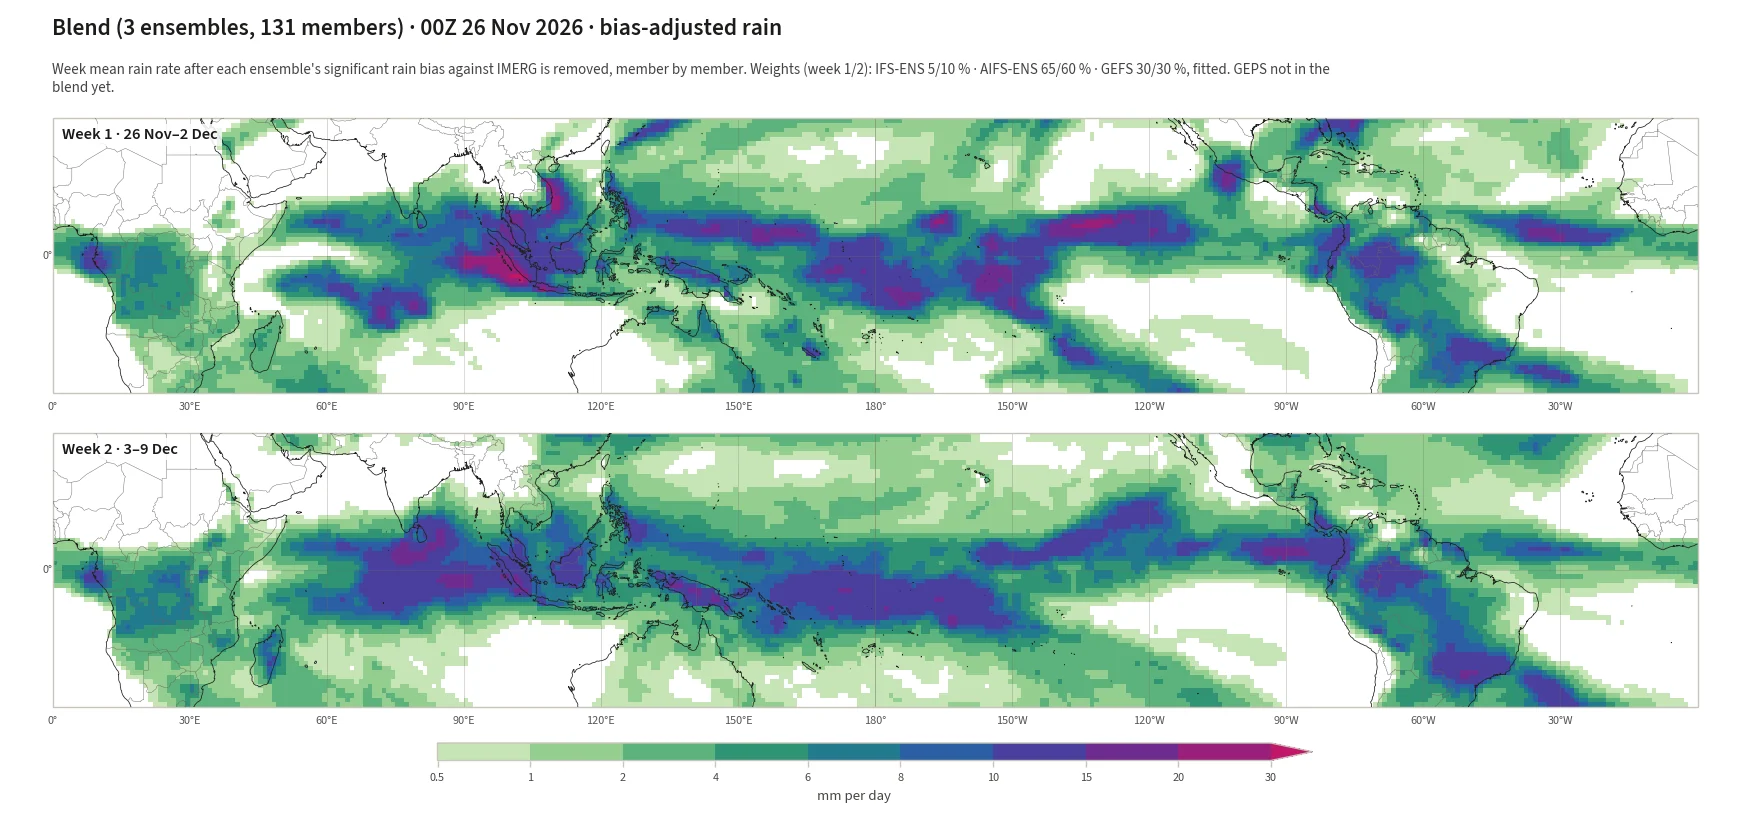 Blend (3 ensembles, 131 members) · 00Z 26 Nov 2026 · bias-adjusted rain
Week mean rain rate after each ensemble's significant rain bias against IMERG is removed, member by member. Weights (week 1/2): IFS-ENS 5/10 % · AIFS-ENS 65/60 % · GEFS 30/30 %, fitted. GEPS not in the
blend yet.
Week 1 · 26 Nov–2 Dec
0°
0° 30°E 60°E 90°E 120°E 150°E 180° 150°W 120°W 90°W 60°W 30°W
Week 2 · 3–9 Dec
0°
0° 30°E 60°E 90°E 120°E 150°E 180° 150°W 120°W 90°W 60°W 30°W
0.5 1 2 4 6 8 10 15 20 30
mm per day